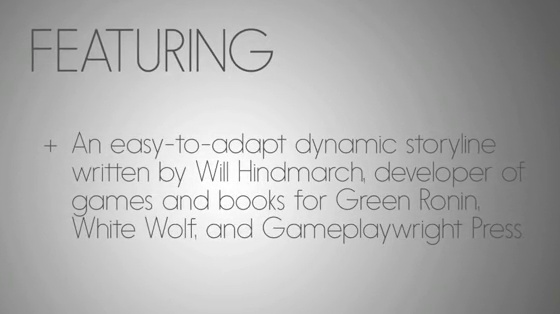 FEATURING
+ An easy-to-adapt dynamic storyline
written by Will Hindmarch, developer of
games and books for Green Ronin,
White Wolf, and Gameplaywright Press